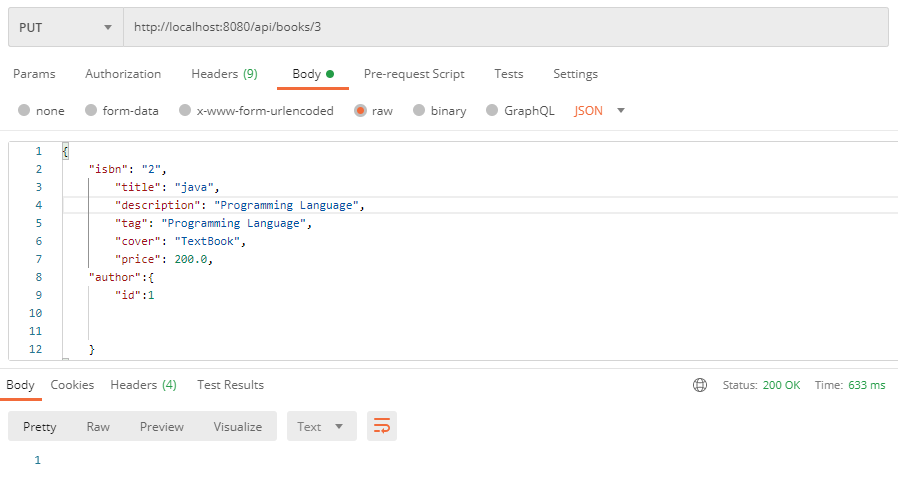 PUT http://localhost:8080/api/books/3
Params Authorization Headers (9) Body Pre-request Script Tests Settings
none form-data x-www-form-urlencoded raw binary GraphQL JSON
1 {
2 "isbn": "2",
3 "title": "java",
4 "description": "Programming Language",
5 "tag": "Programming Language",
6 "cover": "TextBook",
7 "price": 200.0,
8 "author":{
9 "id":1
10
11
12 }
Body Cookies Headers (4) Test Results Status: 200 OK Time: 633 ms
Pretty Raw Preview Visualize Text
1